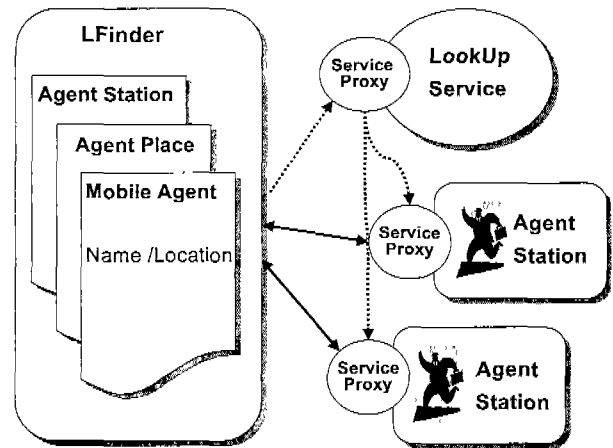 LFinder
Agent Station
Agent Place
Mobile Agent
Name /Location
Service
Proxy
LookUp
Service
Service
Proxy
Agent
Station
Service
Proxy
Agent
Station